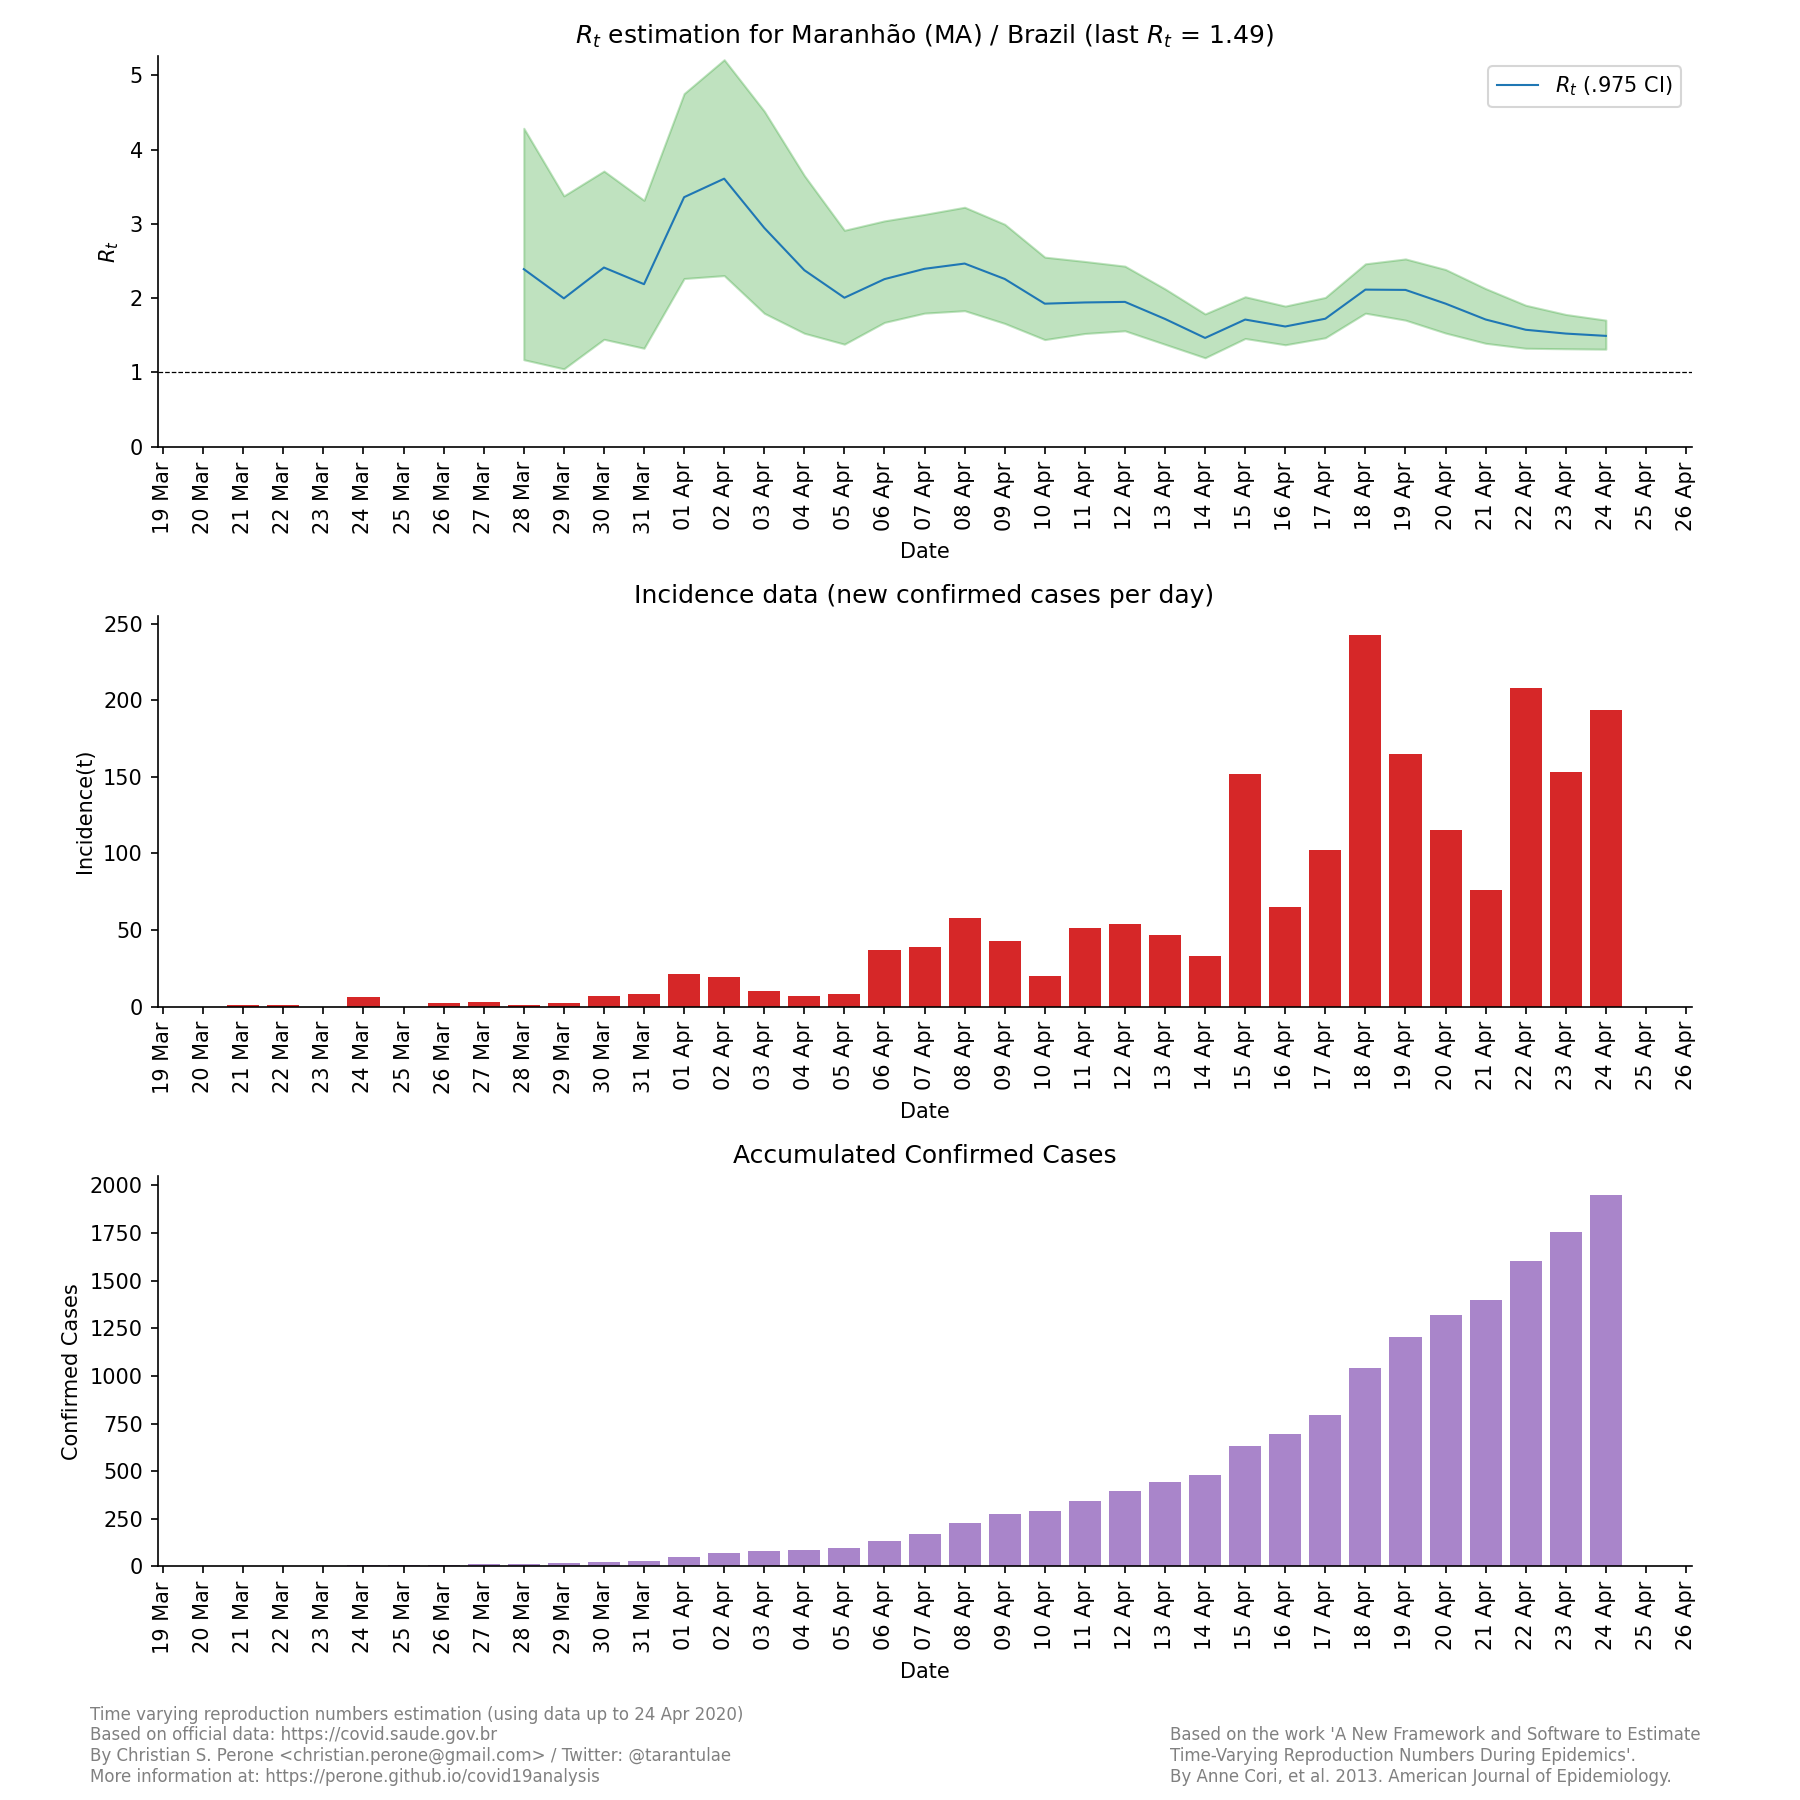 R_t estimation for Maranhão (MA) / Brazil (last R_t = 1.49)
R_t (.975 CI)
R_t
5
4
3
2
1
0
19 Mar
20 Mar
21 Mar
22 Mar
23 Mar
24 Mar
25 Mar
26 Mar
27 Mar
28 Mar
29 Mar
30 Mar
31 Mar
01 Apr
02 Apr
03 Apr
04 Apr
05 Apr
06 Apr
07 Apr
08 Apr
09 Apr
10 Apr
11 Apr
12 Apr
13 Apr
14 Apr
15 Apr
16 Apr
17 Apr
18 Apr
19 Apr
20 Apr
21 Apr
22 Apr
23 Apr
24 Apr
25 Apr
26 Apr
Date
Incidence data (new confirmed cases per day)
Incidence(t)
250
200
150
100
50
0
19 Mar
20 Mar
21 Mar
22 Mar
23 Mar
24 Mar
25 Mar
26 Mar
27 Mar
28 Mar
29 Mar
30 Mar
31 Mar
01 Apr
02 Apr
03 Apr
04 Apr
05 Apr
06 Apr
07 Apr
08 Apr
09 Apr
10 Apr
11 Apr
12 Apr
13 Apr
14 Apr
15 Apr
16 Apr
17 Apr
18 Apr
19 Apr
20 Apr
21 Apr
22 Apr
23 Apr
24 Apr
25 Apr
26 Apr
Date
Accumulated Confirmed Cases
Confirmed Cases
2000
1750
1500
1250
1000
750
500
250
0
19 Mar
20 Mar
21 Mar
22 Mar
23 Mar
24 Mar
25 Mar
26 Mar
27 Mar
28 Mar
29 Mar
30 Mar
31 Mar
01 Apr
02 Apr
03 Apr
04 Apr
05 Apr
06 Apr
07 Apr
08 Apr
09 Apr
10 Apr
11 Apr
12 Apr
13 Apr
14 Apr
15 Apr
16 Apr
17 Apr
18 Apr
19 Apr
20 Apr
21 Apr
22 Apr
23 Apr
24 Apr
25 Apr
26 Apr
Date
Time varying reproduction numbers estimation (using data up to 24 Apr 2020)
Based on official data: https://covid.saude.gov.br
By Christian S. Perone <christian.perone@gmail.com> / Twitter: @tarantulae
More information at: https://perone.github.io/covid19analysis
Based on the work 'A New Framework and Software to Estimate
Time-Varying Reproduction Numbers During Epidemics'.
By Anne Cori, et al. 2013. American Journal of Epidemiology.